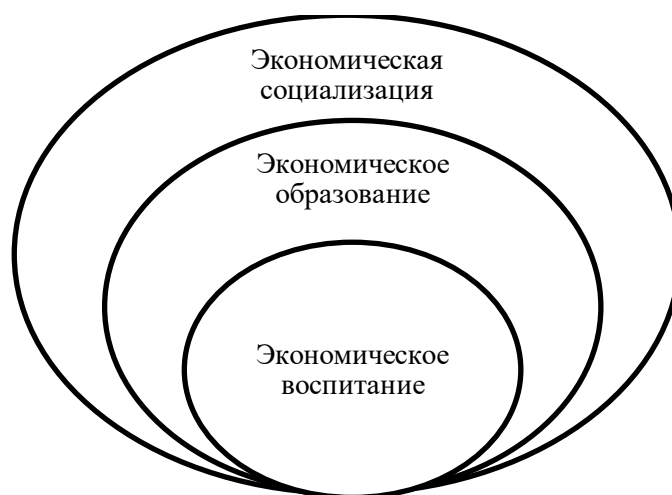 Экономическая
социализация
Экономическое
образование
Экономическое
воспитание